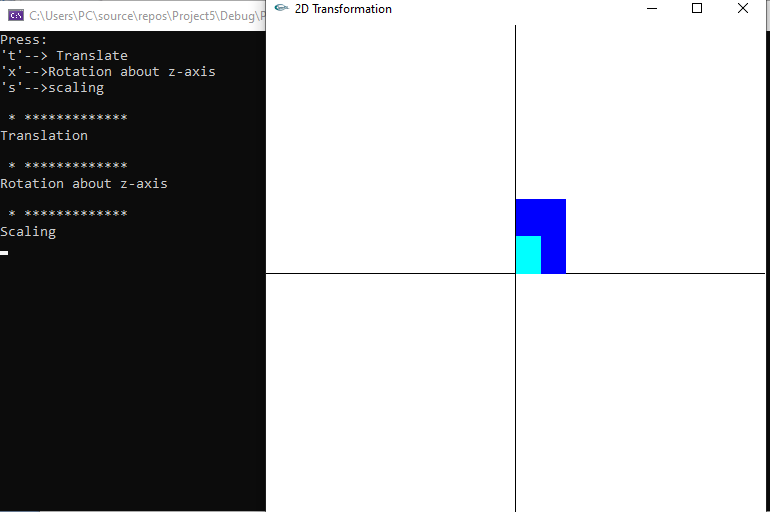 C:\Users\PC\source\repos\Project5\Debug\P
2D Transformation
Press:
't'--> Translate
'x'-->Rotation about z-axis
's'-->scaling
* *************
Translation
* *************
Rotation about z-axis
* *************
Scaling